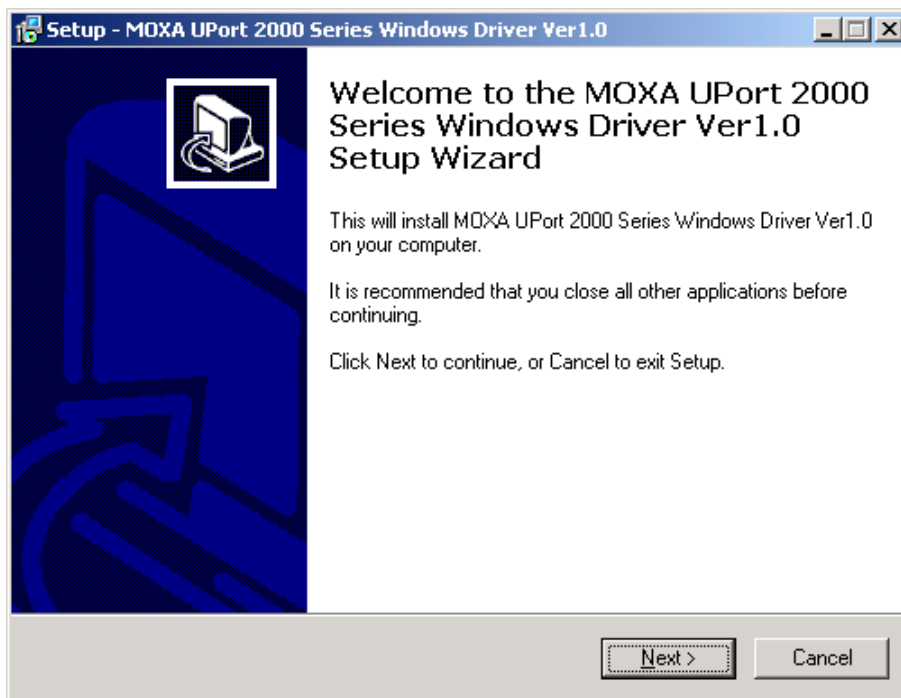 Setup - MOXA UPort 2000 Series Windows Driver Ver1.0
Welcome to the MOXA UPort 2000
Series Windows Driver Ver1.0
Setup Wizard
This will install MOXA UPort 2000 Series Windows Driver Ver1.0
on your computer.
It is recommended that you close all other applications before
continuing.
Click Next to continue, or Cancel to exit Setup.
Next >
Cancel